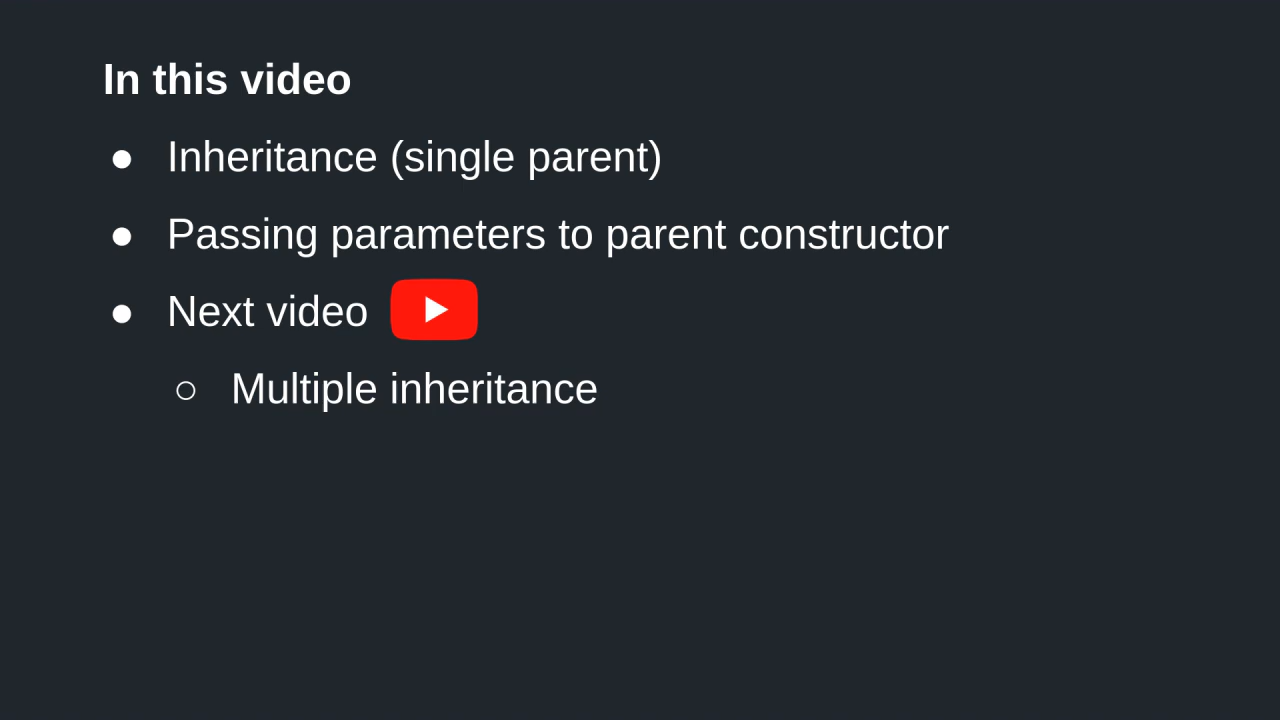 In this video
● Inheritance (single parent)
● Passing parameters to parent constructor
● Next video
○ Multiple inheritance